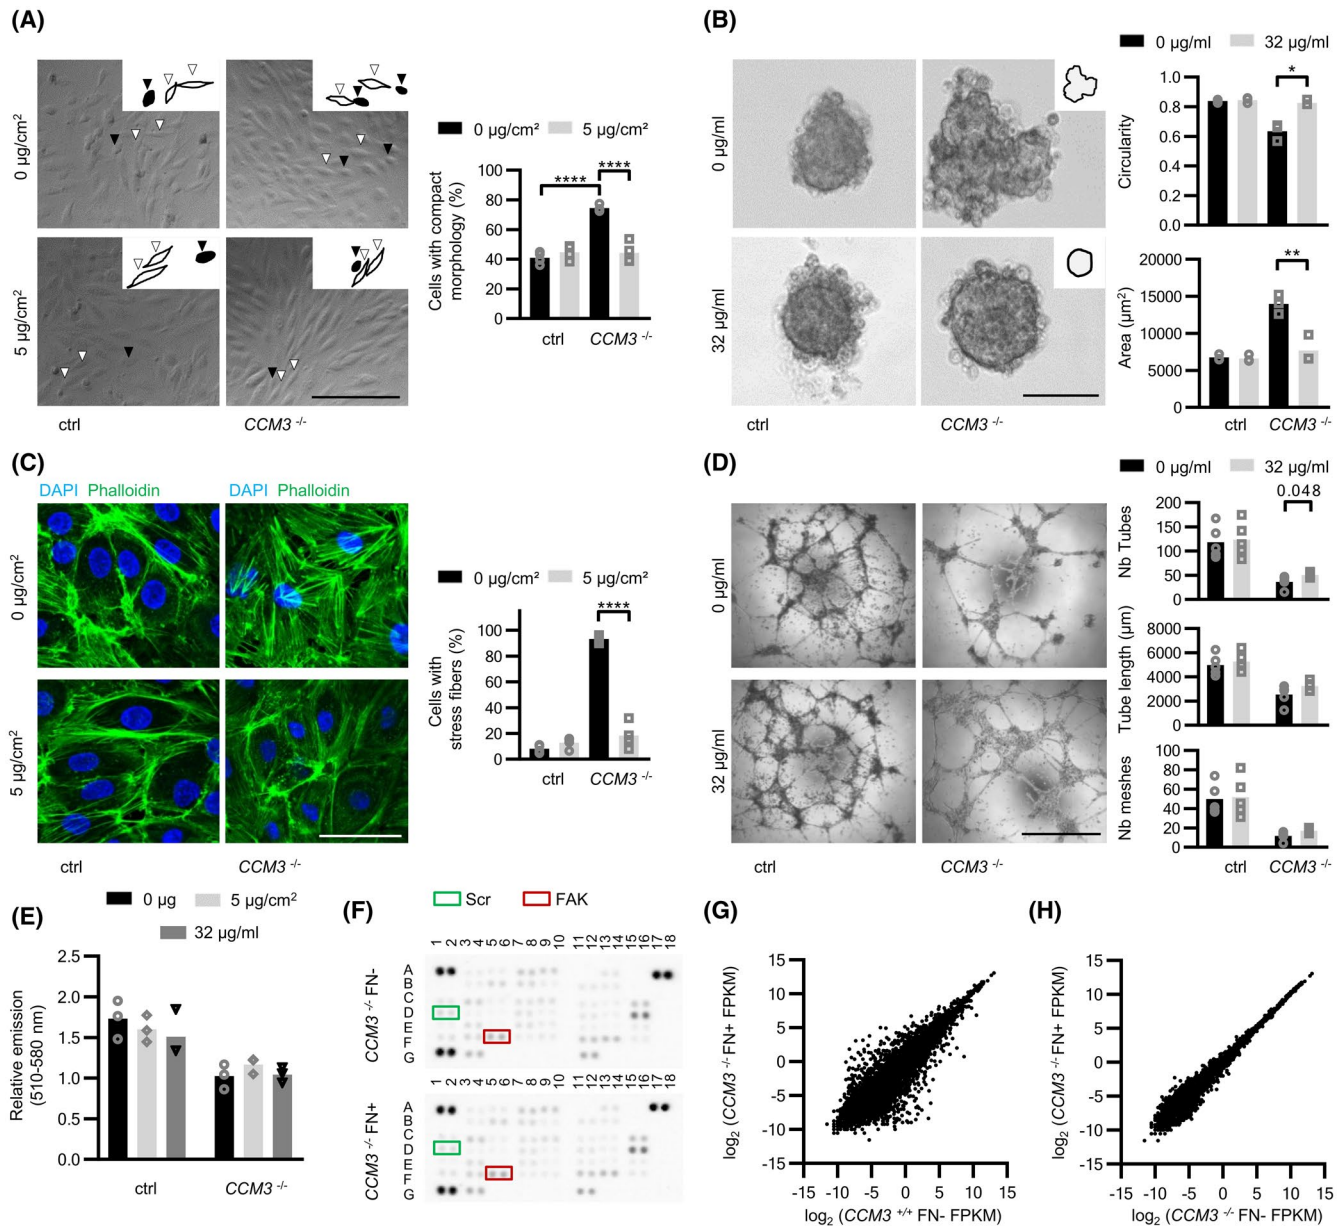 (A)
0 µg/cm²
5 µg/cm²
ctrl
CCM3 -/-
0 µg/cm² 5 µg/cm²
Cells with compact
morphology (%)
100
80
60
40
20
0
****
****
ctrl CCM3 -/-
(B)
0 µg/ml
32 µg/ml
ctrl
CCM3 -/-
0 µg/ml 32 µg/ml
Circularity
1.0
0.8
0.6
0.4
0.2
0.0
*
Area (µm²)
20000
15000
10000
5000
0
**
ctrl CCM3 -/-
(C)
DAPI Phalloidin
DAPI Phalloidin
0 µg/cm²
5 µg/cm²
ctrl
CCM3 -/-
0 µg/cm² 5 µg/cm²
Cells with
stress fibers (%)
100
80
60
40
20
0
****
ctrl CCM3 -/-
(D)
0 µg/ml
32 µg/ml
ctrl
CCM3 -/-
0 µg/ml 32 µg/ml
0.048
Nb Tubes
200
150
100
50
0
Tube length (µm)
8000
6000
4000
2000
0
Nb meshes
100
80
60
40
20
0
ctrl CCM3 -/-
(E)
0 µg 5 µg/cm²
32 µg/ml
Relative emission
(510-580 nm)
2.5
2.0
1.5
1.0
0.5
0.0
ctrl CCM3 -/-
(F)
Scr FAK
1 2 3 4 5 6 7 8 9 10 11 12 13 14 15 16 17 18
CCM3 -/- FN-
A
B
C
D
E
F
G
1 2 3 4 5 6 7 8 9 10 11 12 13 14 15 16 17 18
CCM3 -/- FN+
A
B
C
D
E
F
G
(G)
log₂ (CCM3 -/- FN+ FPKM)
15
10
5
0
-5
-10
-15
-15 -10 -5 0 5 10 15
log₂ (CCM3 +/+ FN- FPKM)
(H)
log₂ (CCM3 -/- FN+ FPKM)
15
10
5
0
-5
-10
-15
-15 -10 -5 0 5 10 15
log₂ (CCM3 -/- FN- FPKM)